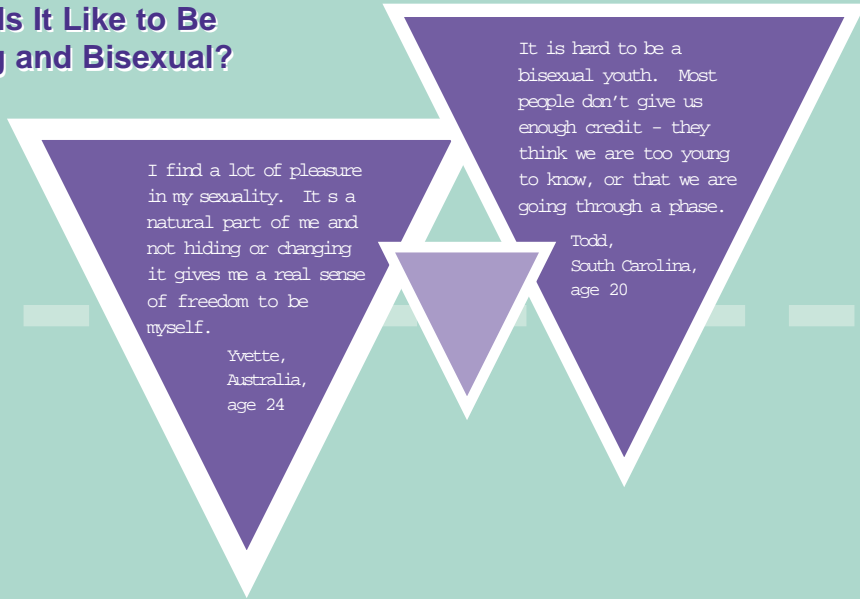 Is It Like to Be
g and Bisexual?
I find a lot of pleasure
in my sexuality. It s a
natural part of me and
not hiding or changing
it gives me a real sense
of freedom to be
myself.
Yvette,
Australia,
age 24
It is hard to be a
bisexual youth. Most
people don't give us
enough credit - they
think we are too young
to know, or that we are
going through a phase.
Todd,
South Carolina,
age 20